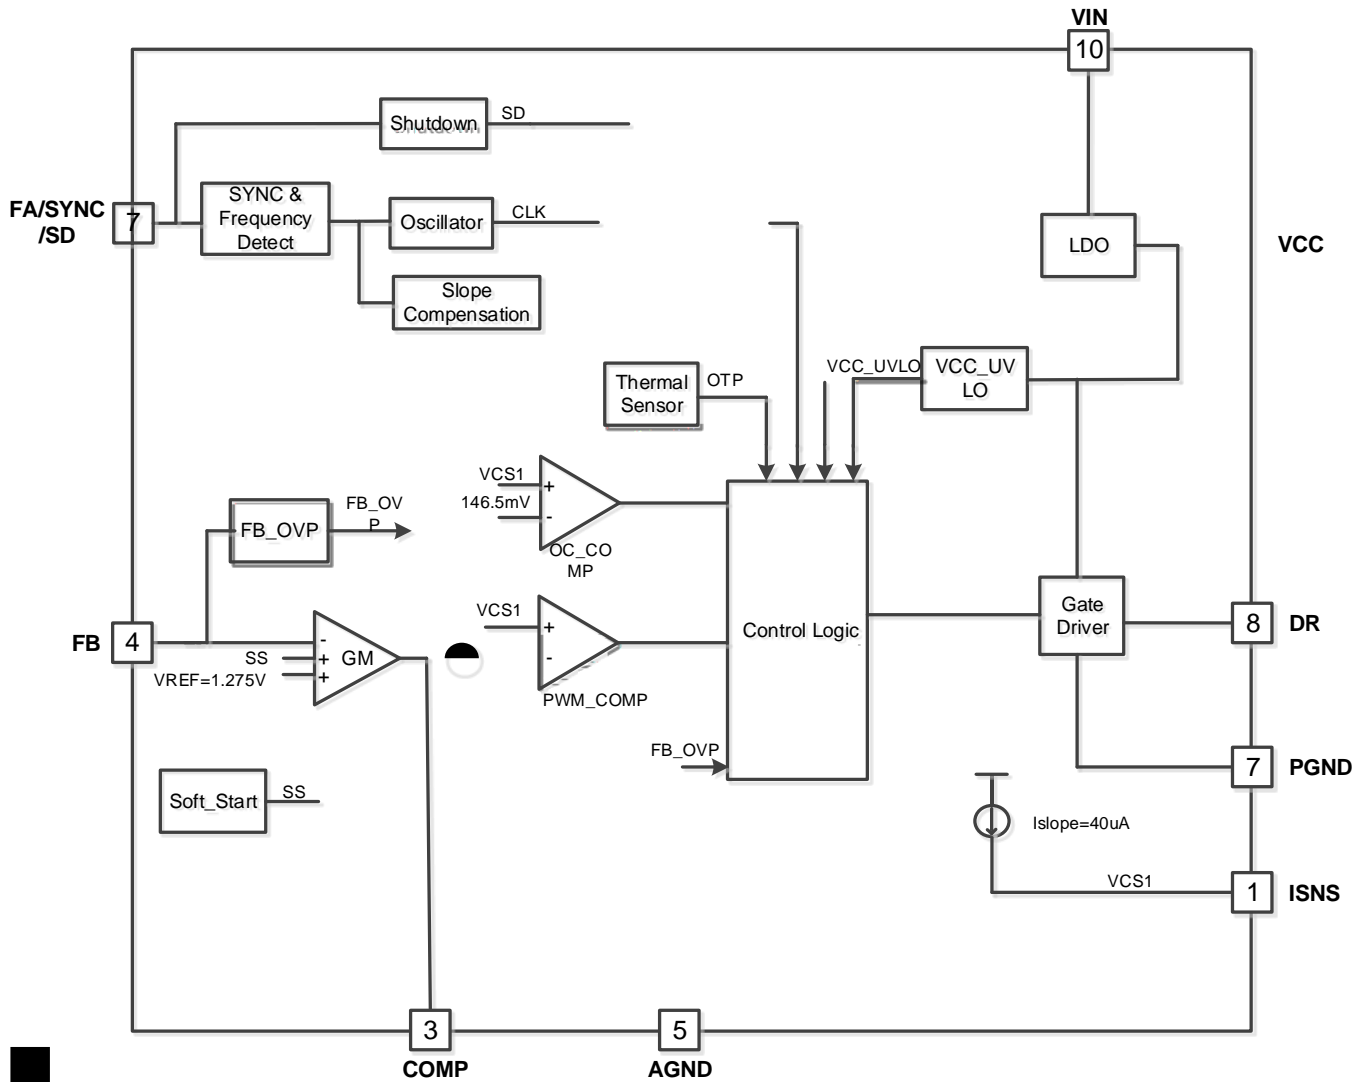 VIN
10
Shutdown
SD
FA/SYNC
/SD
7
SYNC &
Frequency
Detect
Oscillator
CLK
LDO
VCC
Slope
Compensation
Thermal
Sensor
OTP
VCC_UVLO
VCC_UV
LO
VCS1
+
146.5mV
-
OC_CO
MP
FB_OVP
FB_OV
P
FB
4
-
SS
+
GM
VREF=1.275V
+
VCS1
+
-
PWM_COMP
Control Logic
Gate
Driver
8
DR
FB_OVP
7
PGND
Soft_Start
SS
Islope=40uA
VCS1
1
ISNS
3
COMP
5
AGND